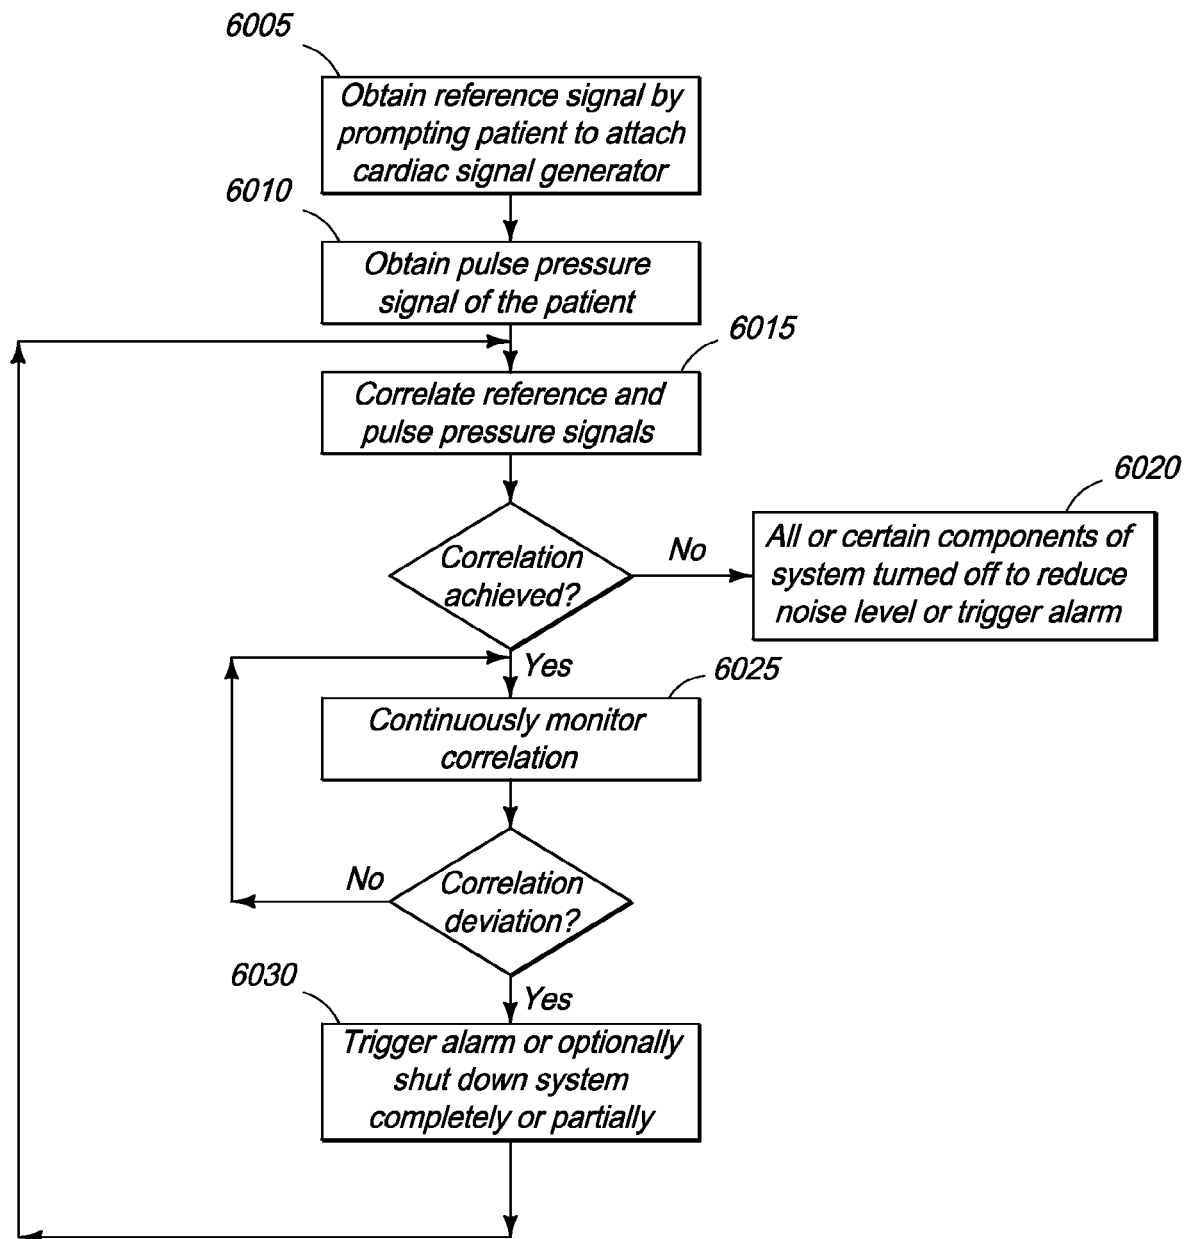 6005
Obtain reference signal by
prompting patient to attach
cardiac signal generator
6010
Obtain pulse pressure
signal of the patient
6015
Correlate reference and
pulse pressure signals
6020
Correlation
achieved?
No
All or certain components of
system turned off to reduce
noise level or trigger alarm
Yes
6025
Continuously monitor
correlation
No
Correlation
deviation?
6030
Yes
Trigger alarm or optionally
shut down system
completely or partially